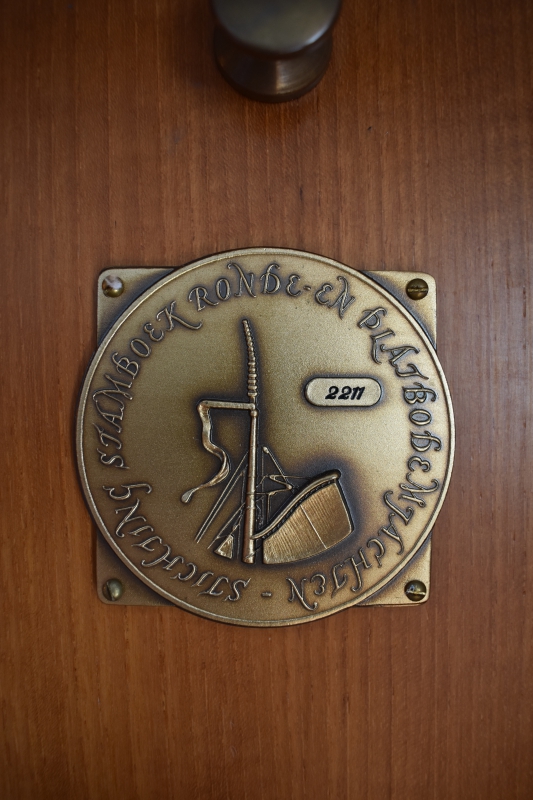 STICHTING STAMBOEK RONDE- EN PLATBODEMJACHTEN -
2211